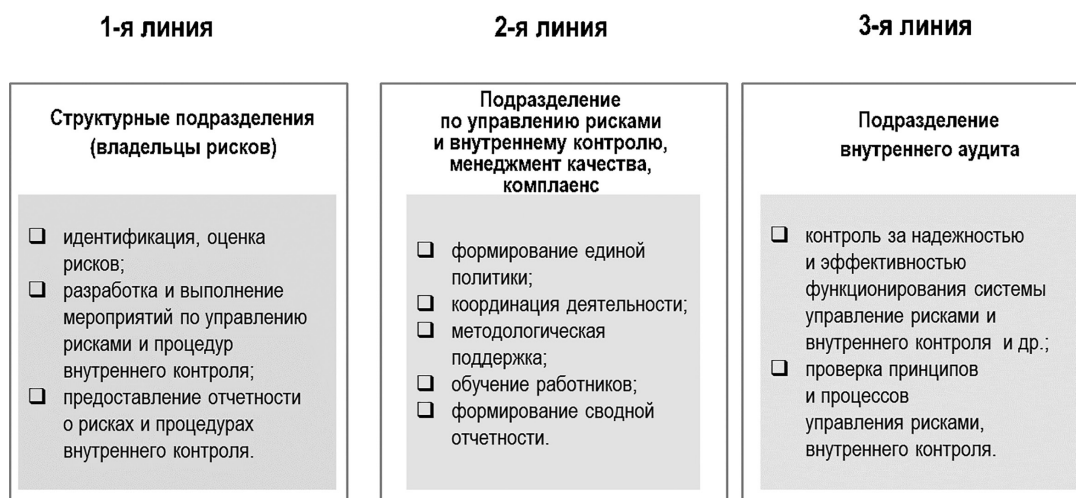 1-я линия
2-я линия
3-я линия
Структурные подразделения
(владельцы рисков)
❑ идентификация, оценка
рисков;
❑ разработка и выполнение
мероприятий по управлению
рисками и процедур
внутреннего контроля;
❑ предоставление отчетности
о рисках и процедурах
внутреннего контроля.
Подразделение
по управлению рисками
и внутреннему контролю,
менеджмент качества,
комплаенс
❑ формирование единой
политики;
❑ координация деятельности;
❑ методологическая
поддержка;
❑ обучение работников;
❑ формирование сводной
отчетности.
Подразделение
внутреннего аудита
❑ контроль за надежностью
и эффективностью
функционирования системы
управление рисками и
внутреннего контроля и др.;
❑ проверка принципов
и процессов
управления рисками,
внутреннего контроля.